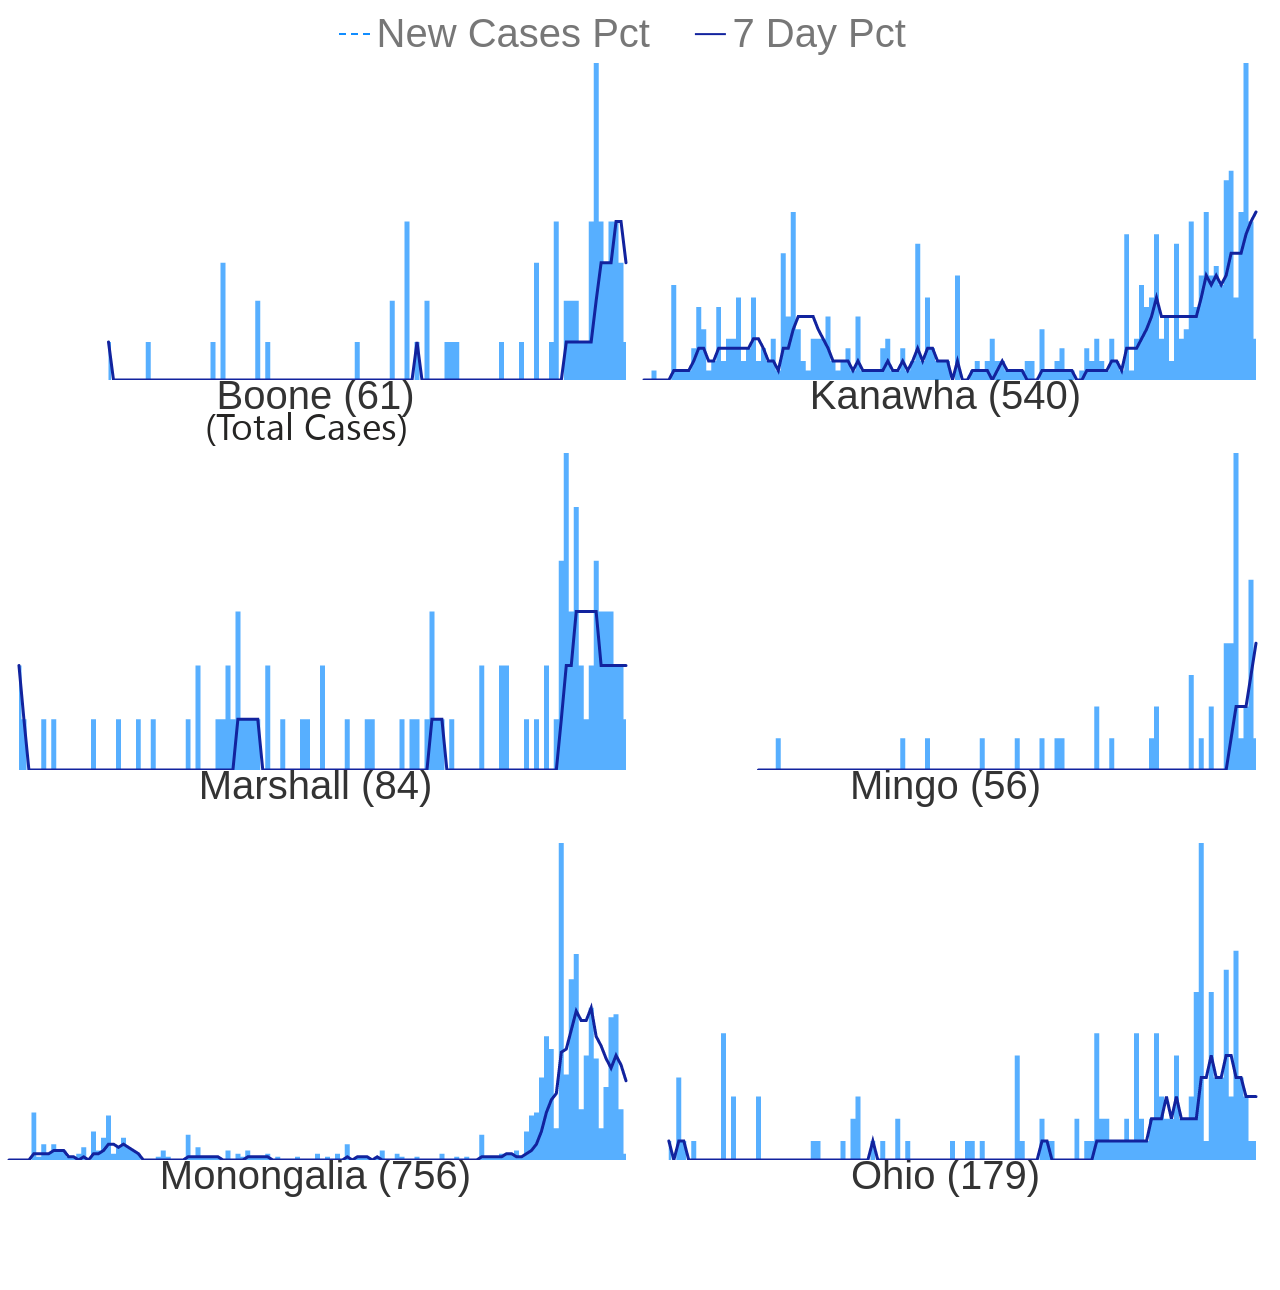 New Cases Pct 7 Day Pct
Boone (61)
(Total Cases)
Kanawha (540)
Marshall (84)
Mingo (56)
Monongalia (756)
Ohio (179)